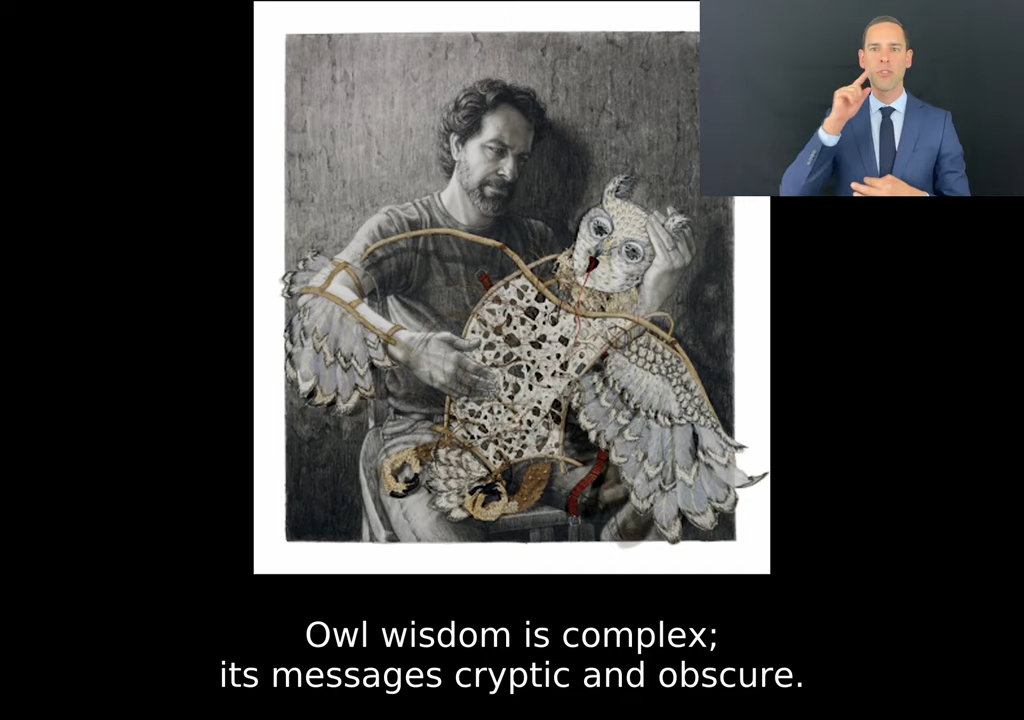 Owl wisdom is complex;
its messages cryptic and obscure.